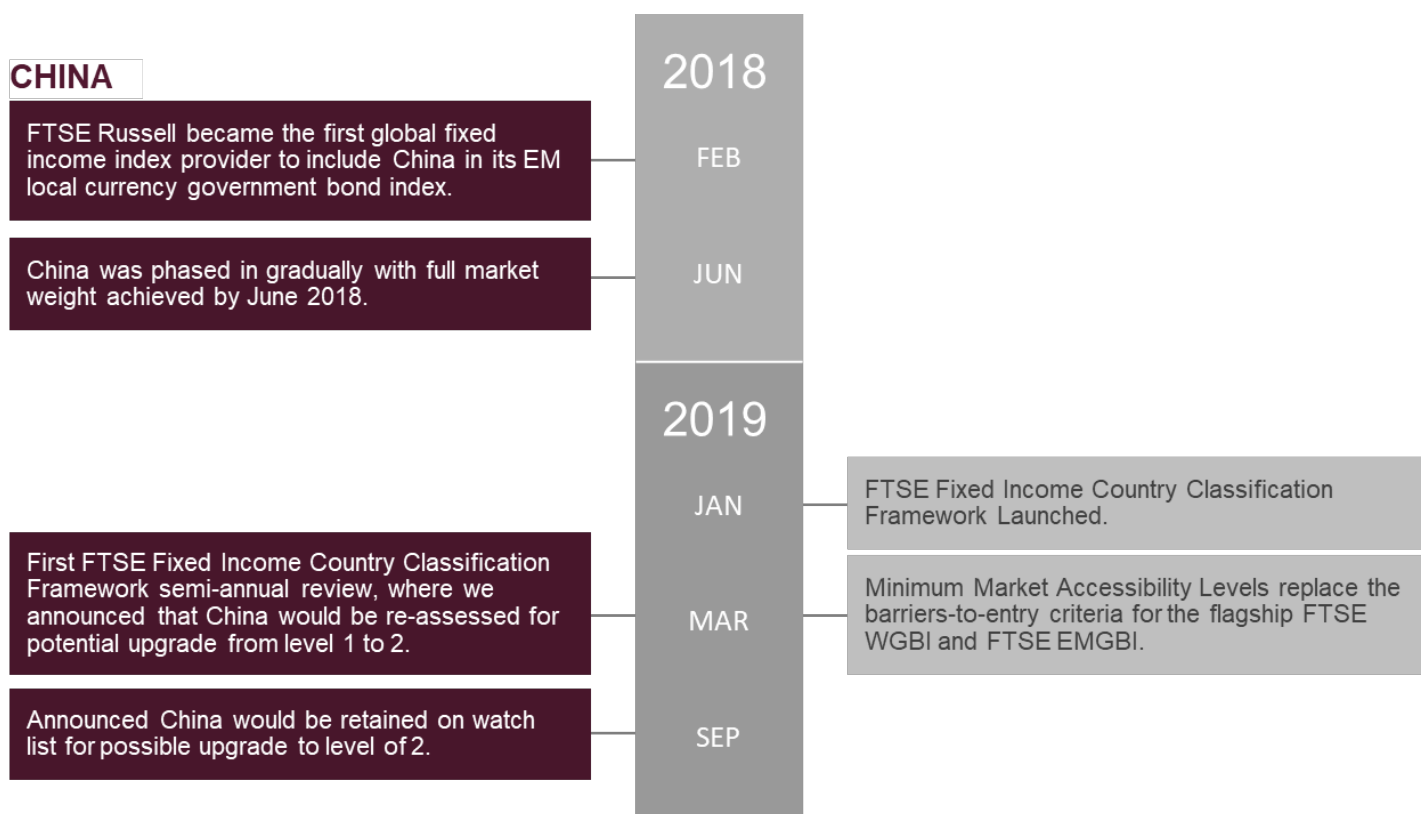 CHINA
2018
FTSE Russell became the first global fixed
income index provider to include China in its EM
local currency government bond index.
FEB
China was phased in gradually with full market
weight achieved by June 2018.
JUN
2019
JAN
FTSE Fixed Income Country Classification
Framework Launched.
First FTSE Fixed Income Country Classification
Framework semi-annual review, where we
announced that China would be re-assessed for
potential upgrade from level 1 to 2.
MAR
Minimum Market Accessibility Levels replace the
barriers-to-entry criteria for the flagship FTSE
WGBI and FTSE EMGBI.
Announced China would be retained on watch
list for possible upgrade to level of 2.
SEP